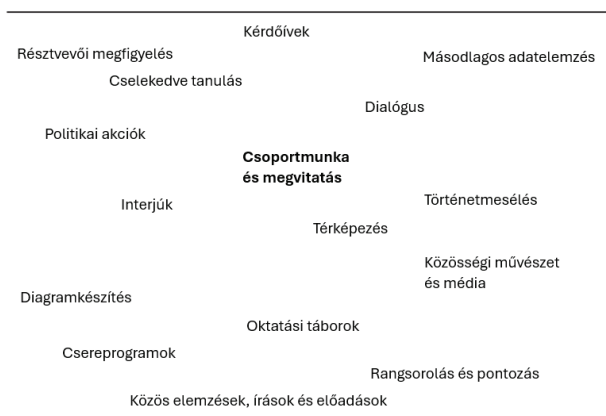 Kérdőívek
Résztvevői megfigyelés
Másodlagos adatelemzés
Cselekedve tanulás
Dialógus
Politikai akciók
Csoportmunka
és megvitatás
Történetmesélés
Interjúk
Térképezés
Közösségi művészet
és média
Diagramkészítés
Oktatási táborok
Csereprogramok
Rangsorolás és pontozás
Közös elemzések, írások és előadások